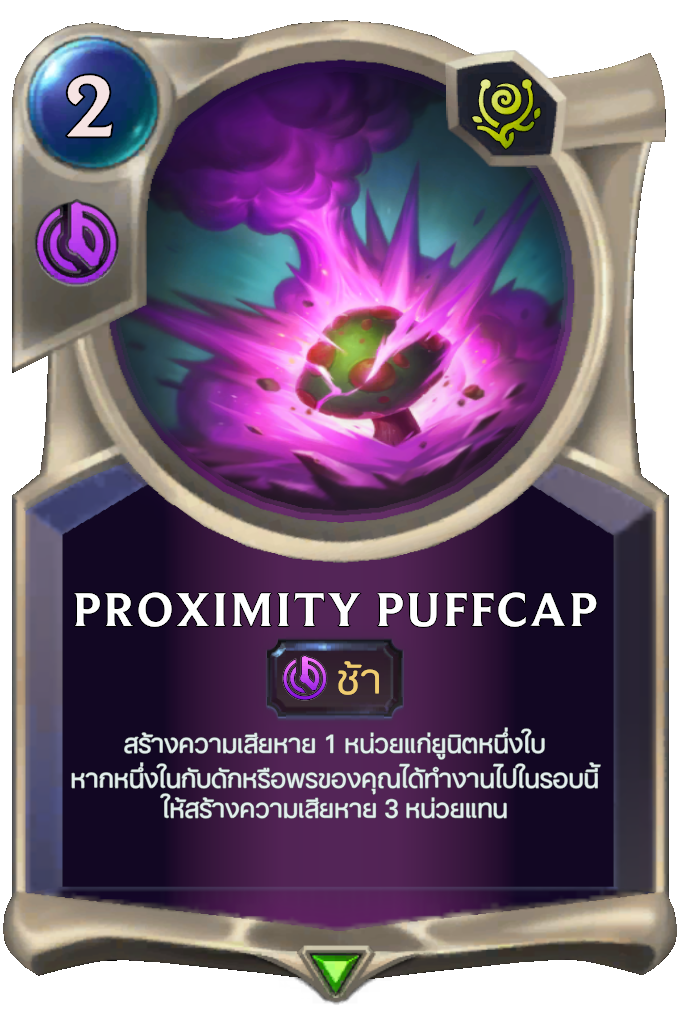 2
PROXIMITY PUFFCAP
ช้า
สร้างความเสียหาย 1 หน่วยแก่ยูนิตหนึ่งใบ
หากหนึ่งในกับดักหรือพรของคุณได้ทำงานไปในรอบนี้
ให้สร้างความเสียหาย 3 หน่วยแทน